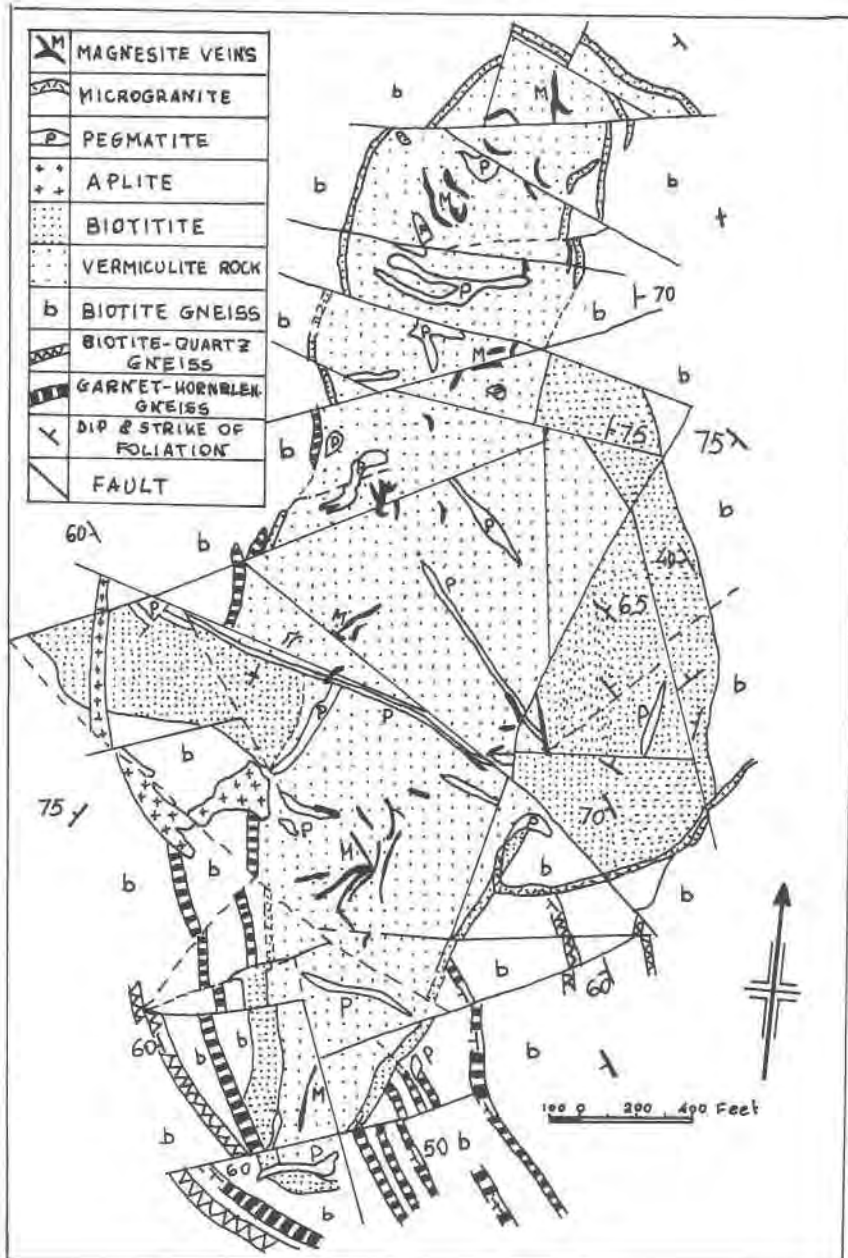 M MAGNESITE VEINS
MICROGRANITE
P PEGMATITE
APLITE
BIOTITITE
VERMICULITE ROCK
b BIOTITE GNEISS
BIOTITE-QUARTZ
GNEISS
GARNET-HORNBLEN.
GNEISS
DIP & STRIKE OF
FOLIATION
FAULT
b
M
b
P
b
M
b
P
b
70
b
P
M
b
b
P
75
75
b
P
60
b
40
P
65
M
P
b
P
P
P
b
75
P
70
P
b
b
M
b
b
b
P
60
60
b
b
b
P
M
b
b
60
P
50 b
b
100 0 200 400 Feet